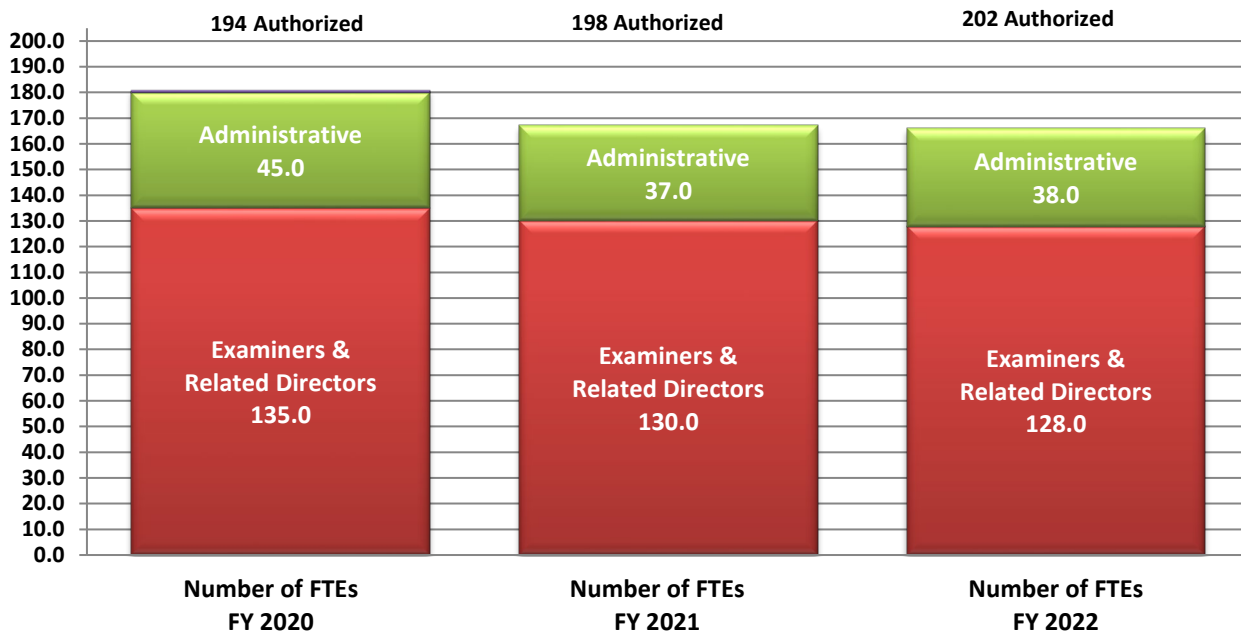 194 Authorized
198 Authorized
202 Authorized
200.0
190.0
180.0
170.0
160.0
150.0
140.0
130.0
120.0
110.0
100.0
90.0
80.0
70.0
60.0
50.0
40.0
30.0
20.0
10.0
0.0
Administrative
45.0
Examiners &
Related Directors
135.0
Administrative
37.0
Examiners &
Related Directors
130.0
Administrative
38.0
Examiners &
Related Directors
128.0
Number of FTEs
FY 2020
Number of FTEs
FY 2021
Number of FTEs
FY 2022